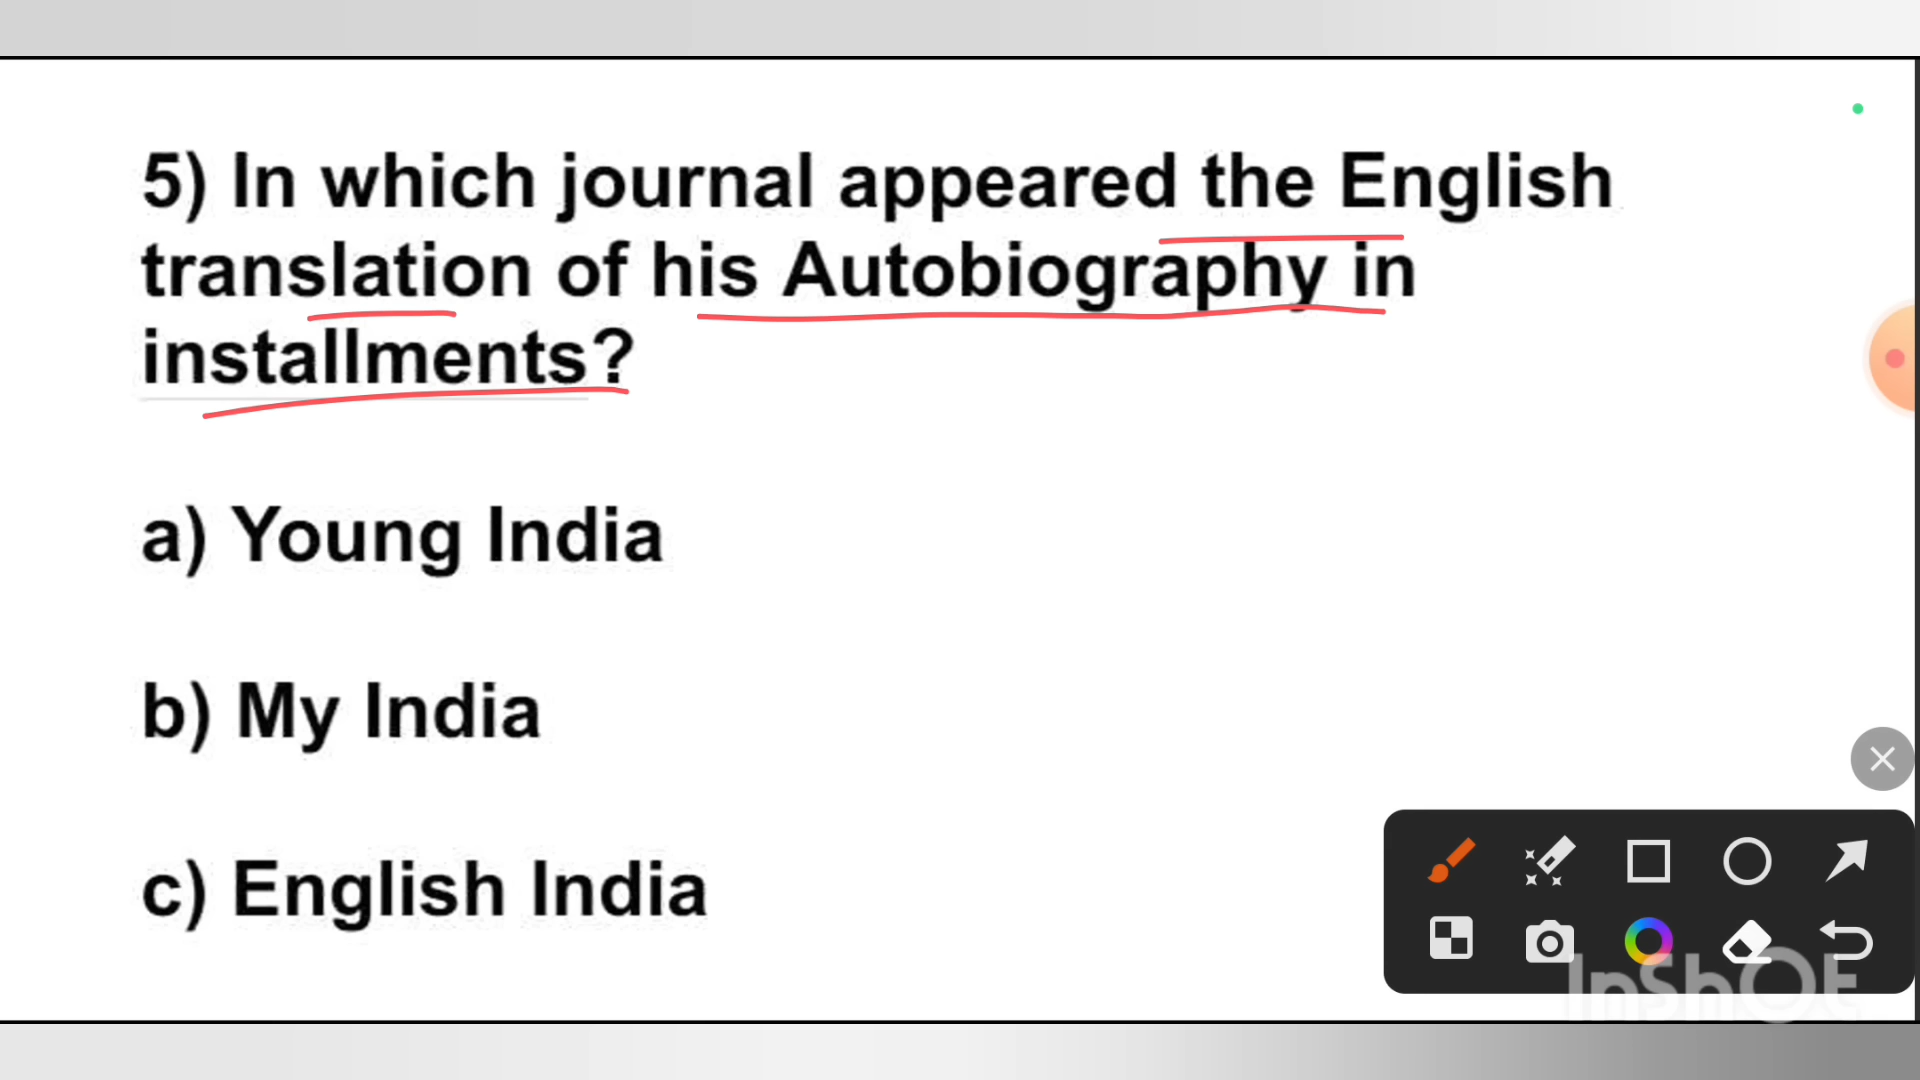 5) In which journal appeared the English
translation of his Autobiography in
installments?
a) Young India
b) My India
c) English India
InShOt